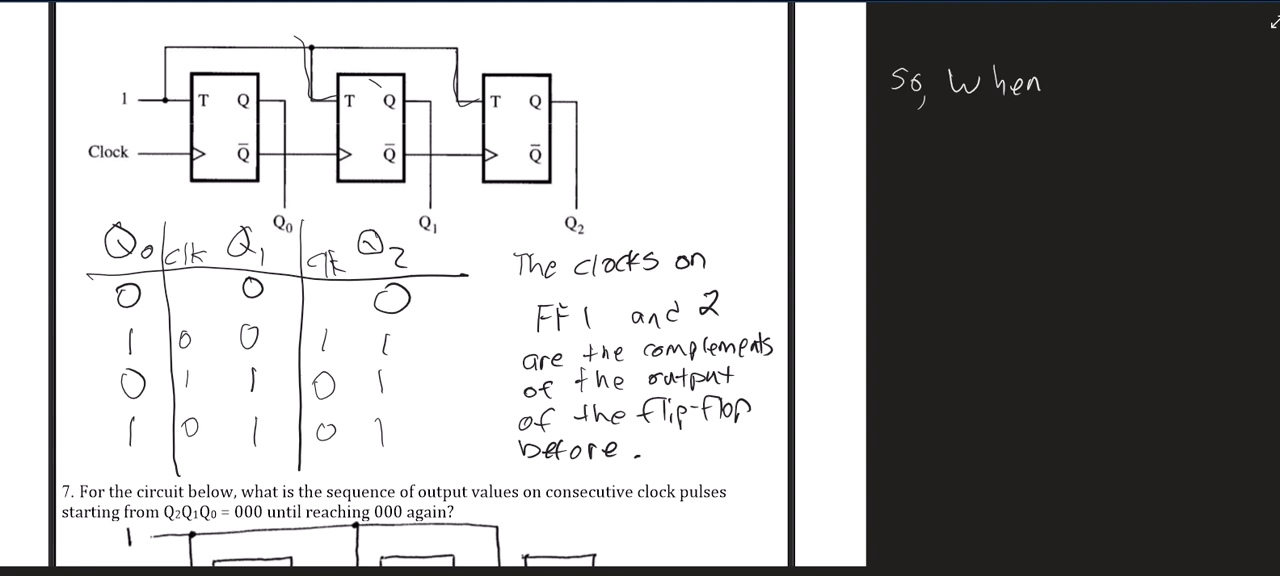 1 T Q T Q T Q
Clock Q̅ Q̅ Q̅
Q₀ Q₁ Q₂
Q₀ clk Q₁ clk Q₂
0 0 0
1 0 0 1 1
0 1 1 0 1
1 0 1 0 1
The clocks on
FF 1 and 2
are the complements
of the output
of the flip-flop
before.
7. For the circuit below, what is the sequence of output values on consecutive clock pulses
starting from Q₂Q₁Q₀ = 000 until reaching 000 again?
1
So, when